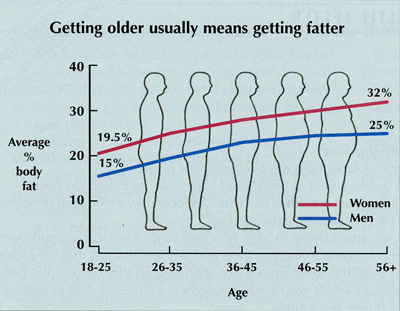 Getting older usually means getting fatter
40
30
20
10
0
Average
%
body
fat
19.5%
15%
32%
25%
Women
Men
18-25
26-35
36-45
46-55
56+
Age